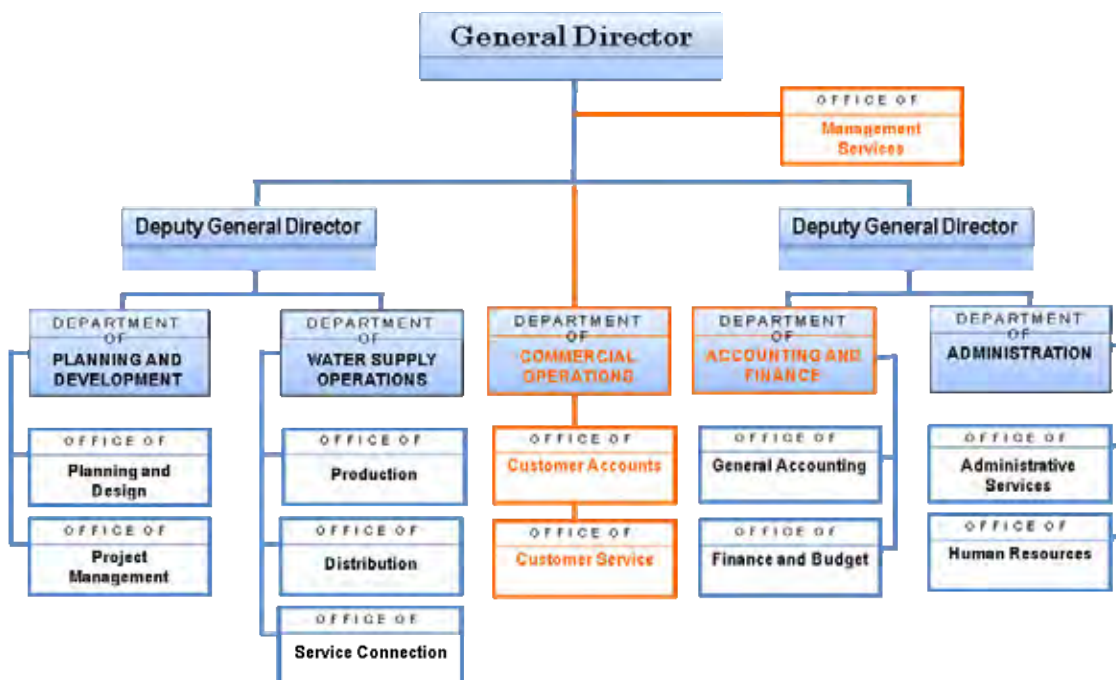 General Director
OFFICE OF
Management
Services
Deputy General Director
Deputy General Director
DEPARTMENT
OF
PLANNING AND
DEVELOPMENT
DEPARTMENT
OF
WATER SUPPLY
OPERATIONS
DEPARTMENT
OF
COMMERCIAL
OPERATIONS
DEPARTMENT
OF
ACCOUNTING AND
FINANCE
DEPARTMENT
OF
ADMINISTRATION
OFFICE OF
Planning and
Design
OFFICE OF
Production
OFFICE OF
Customer Accounts
OFFICE OF
General Accounting
OFFICE OF
Administrative
Services
OFFICE OF
Project
Management
OFFICE OF
Distribution
OFFICE OF
Customer Service
OFFICE OF
Finance and Budget
OFFICE OF
Human Resources
OFFICE OF
Service Connection